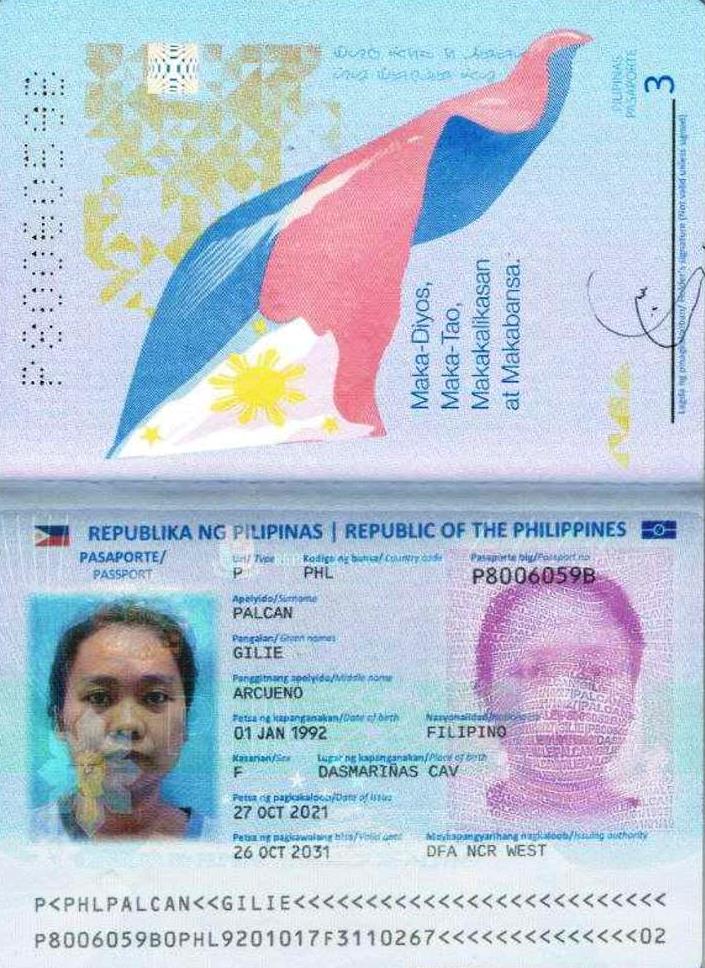 P8006059B
PILIPINAS
PASAPORTE
3
Maka-Diyos,
Maka-Tao,
Makakalikasan
at Makabansa.
signature (Not valid unless signed)
REPUBLIKA NG PILIPINAS | REPUBLIC OF THE PHILIPPINES
PASAPORTE/
PASSPORT
Uri/ Type
P
Kodigo ng bansa/ Country code
PHL
Pasaporte blg/Passport no
P8006059B
Apelyido/Surname
PALCAN
Pangalan/ Given names
GILIE
Panggitnang apelyido/Middle name
ARCUENO
Petsa ng kapanganakan/Date of birth
01 JAN 1992
Nasyonalidad/Nationality
FILIPINO
Kasarian/Sex
F
Lugar ng kapanganakan/Place of birth
DASMARIÑAS CAV
Petsa ng pagkakaloob/Date of issue
27 OCT 2021
Petsa ng pagkawalang bisa/Valid until
26 OCT 2031
Maykapangyarihang nagkaloob/Issuing authority
DFA NCR WEST
P<PHLPALCAN<<GILIE<<<<<<<<<<<<<<<<<<<<<<<<<<
P8006059B0PHL9201017F3110267<<<<<<<<<<<<<<02